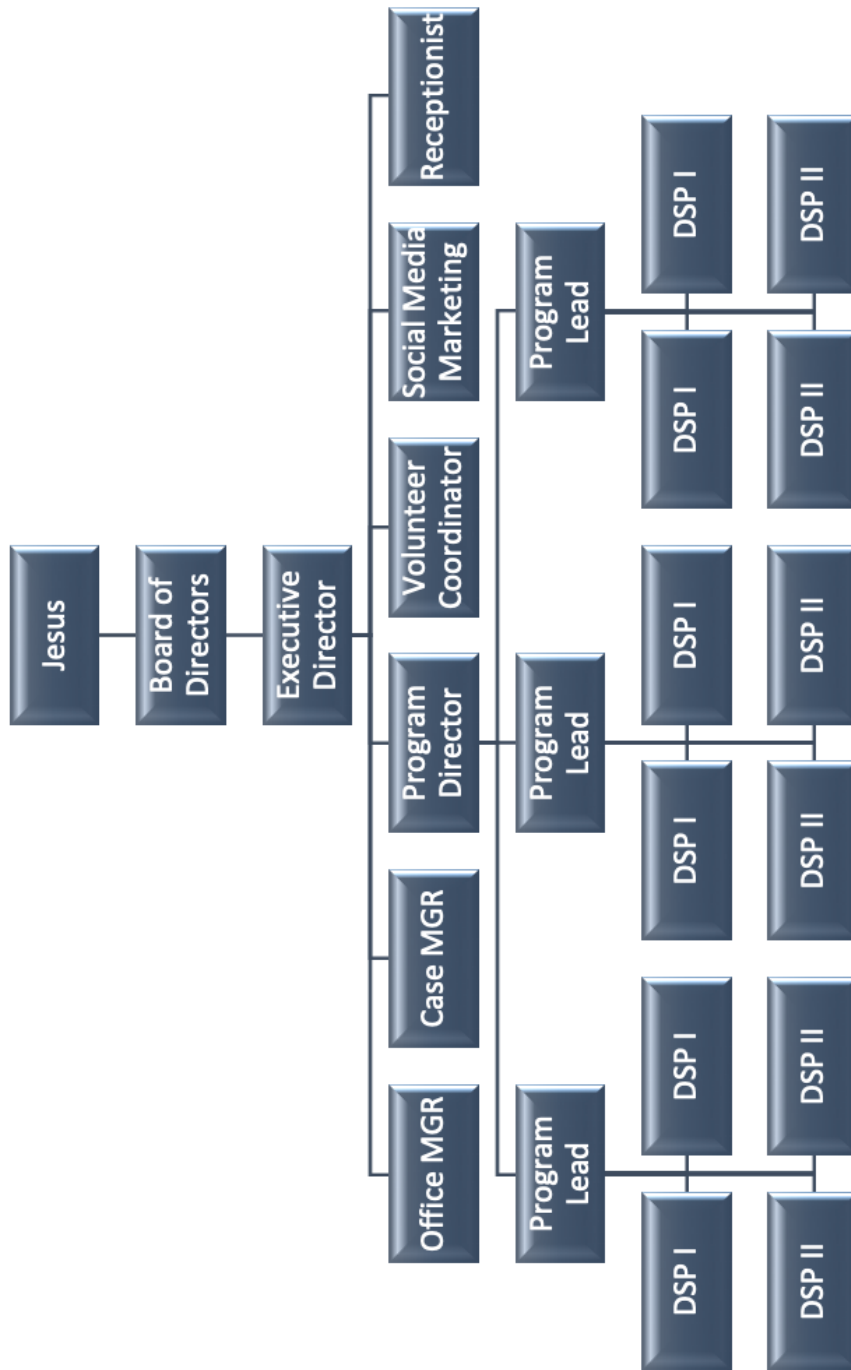 Jesus
Board of
Directors
Executive
Director
Office MGR
Case MGR
Program
Director
Volunteer
Coordinator
Social Media
Marketing
Receptionist
Program
Lead
Program
Lead
Program
Lead
DSP I
DSP I
DSP I
DSP I
DSP I
DSP I
DSP II
DSP II
DSP II
DSP II
DSP II
DSP II